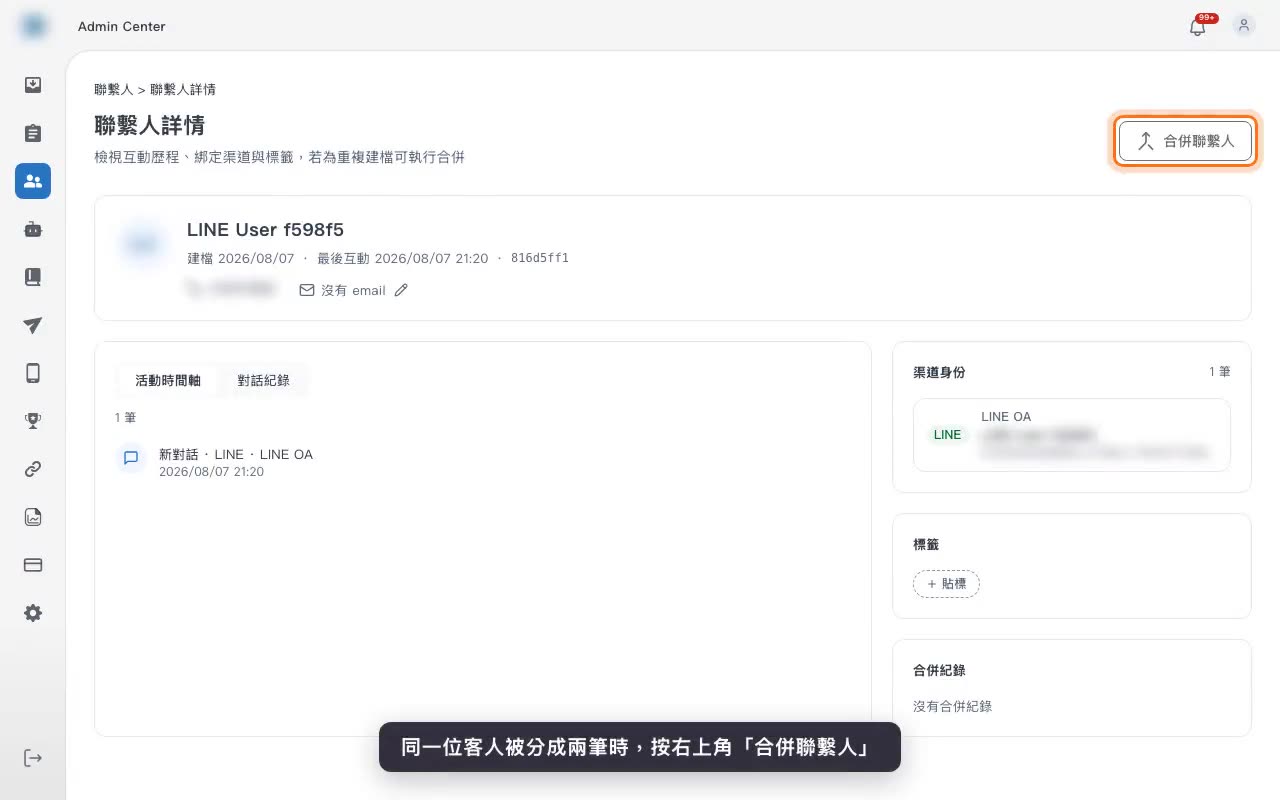 Admin Center
99+
聯繫人 > 聯繫人詳情
聯繫人詳情
檢視互動歷程、綁定渠道與標籤，若為重複建檔可執行合併
合併聯繫人
LINE User f598f5
建檔 2026/08/07 · 最後互動 2026/08/07 21:20 · 816d5ff1
沒有 email
活動時間軸 對話紀錄
1 筆
新對話 · LINE · LINE OA
2026/08/07 21:20
渠道身份 1 筆
LINE OA
LINE
標籤
+ 貼標
合併紀錄
沒有合併紀錄
同一位客人被分成兩筆時，按右上角「合併聯繫人」